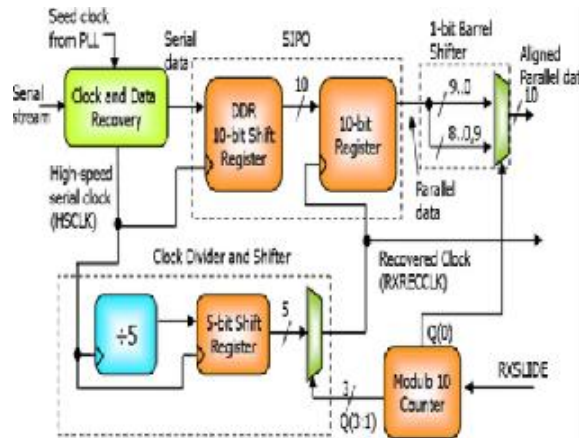 Seed clock
from PLL
Serial
stream
Clock and Data
Recovery
Serial
data
SIPO
DDR
10-bit Shift
Register
10
10-bit
Register
1-bit Barrel
Shifter
9..0
8..0,9
Aligned
Parallel dat
10
High-speed
serial clock
(HSCLK)
Parallel
data
Clock Divider and Shifter
Recovered Clock
(RXRECCLK)
÷5
5-bit Shift
Register
5
3
Q(3:1)
Q(0)
Modulo 10
Counter
RXSLIDE